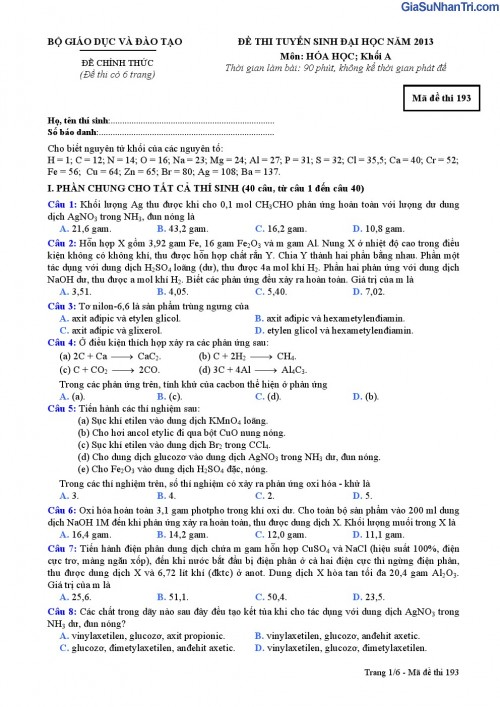 GiaSuNhanTri.com
BỘ GIÁO DỤC VÀ ĐÀO TẠO
ĐỀ CHÍNH THỨC
(Đề thi có 6 trang)
ĐỀ THI TUYỂN SINH ĐẠI HỌC NĂM 2013
Môn: HÓA HỌC; Khối A
Thời gian làm bài: 90 phút, không kể thời gian phát đề
Mã đề thi 193
Họ, tên thí sinh:
Số báo danh:
Cho biết nguyên tử khối của các nguyên tố:
H = 1; C = 12; N = 14; O = 16; Na = 23; Mg = 24; Al = 27; P = 31; S = 32; Cl = 35,5; Ca = 40; Cr = 52;
Fe = 56; Cu = 64; Zn = 65; Br = 80; Ag = 108; Ba = 137.
I. PHẦN CHUNG CHO TẤT CẢ THÍ SINH (40 câu, từ câu 1 đến câu 40)
Câu 1: Khối lượng Ag thu được khi cho 0,1 mol CH3CHO phản ứng hoàn toàn với lượng dư dung
dịch AgNO3 trong NH3, đun nóng là
A. 21,6 gam. B. 43,2 gam. C. 16,2 gam. D. 10,8 gam.
Câu 2: Hỗn hợp X gồm 3,92 gam Fe, 16 gam Fe2O3 và m gam Al. Nung X ở nhiệt độ cao trong điều
kiện không có không khí, thu được hỗn hợp chất rắn Y. Chia Y thành hai phần bằng nhau. Phần một
tác dụng với dung dịch H2SO4 loãng (dư), thu được 4a mol khí H2. Phần hai phản ứng với dung dịch
NaOH dư, thu được a mol khí H2. Biết các phản ứng đều xảy ra hoàn toàn. Giá trị của m là
A. 3,51. B. 4,05. C. 5,40. D. 7,02.
Câu 3: Tơ nilon-6,6 là sản phẩm trùng ngưng của
A. axit ađipic và etylen glicol. B. axit ađipic và hexametylenđiamin.
C. axit ađipic và glixerol. D. etylen glicol và hexametylenđiamin.
Câu 4: Ở điều kiện thích hợp xảy ra các phản ứng sau:
(a) 2C + Ca ⟶ CaC2. (b) C + 2H2 ⟶ CH4.
(c) C + CO2 ⟶ 2CO. (d) 3C + 4Al ⟶ Al4C3.
Trong các phản ứng trên, tính khử của cacbon thể hiện ở phản ứng
A. (a). B. (c). C. (d). D. (b).
Câu 5: Tiến hành các thí nghiệm sau:
(a) Sục khí etilen vào dung dịch KMnO4 loãng.
(b) Cho hơi ancol etylic đi qua bột CuO nung nóng.
(c) Sục khí etilen vào dung dịch Br2 trong CCl4.
(d) Cho dung dịch glucozơ vào dung dịch AgNO3 trong NH3 dư, đun nóng.
(e) Cho Fe2O3 vào dung dịch H2SO4 đặc, nóng.
Trong các thí nghiệm trên, số thí nghiệm có xảy ra phản ứng oxi hóa - khử là
A. 3. B. 4. C. 2. D. 5.
Câu 6: Oxi hóa hoàn toàn 3,1 gam photpho trong khí oxi dư. Cho toàn bộ sản phẩm vào 200 ml dung
dịch NaOH 1M đến khi phản ứng xảy ra hoàn toàn, thu được dung dịch X. Khối lượng muối trong X là
A. 16,4 gam. B. 14,2 gam. C. 12,0 gam. D. 11,1 gam.
Câu 7: Tiến hành điện phân dung dịch chứa m gam hỗn hợp CuSO4 và NaCl (hiệu suất 100%, điện
cực trơ, màng ngăn xốp), đến khi nước bắt đầu bị điện phân ở cả hai điện cực thì ngừng điện phân,
thu được dung dịch X và 6,72 lít khí (đktc) ở anot. Dung dịch X hòa tan tối đa 20,4 gam Al2O3.
Giá trị của m là
A. 25,6. B. 51,1. C. 50,4. D. 23,5.
Câu 8: Các chất trong dãy nào sau đây đều tạo kết tủa khi cho tác dụng với dung dịch AgNO3 trong
NH3 dư, đun nóng?
A. vinylaxetilen, glucozơ, axit propionic. B. vinylaxetilen, glucozơ, anđehit axetic.
C. glucozơ, đimetylaxetilen, anđehit axetic. D. vinylaxetilen, glucozơ, đimetylaxetilen.
Trang 1/6 - Mã đề thi 193